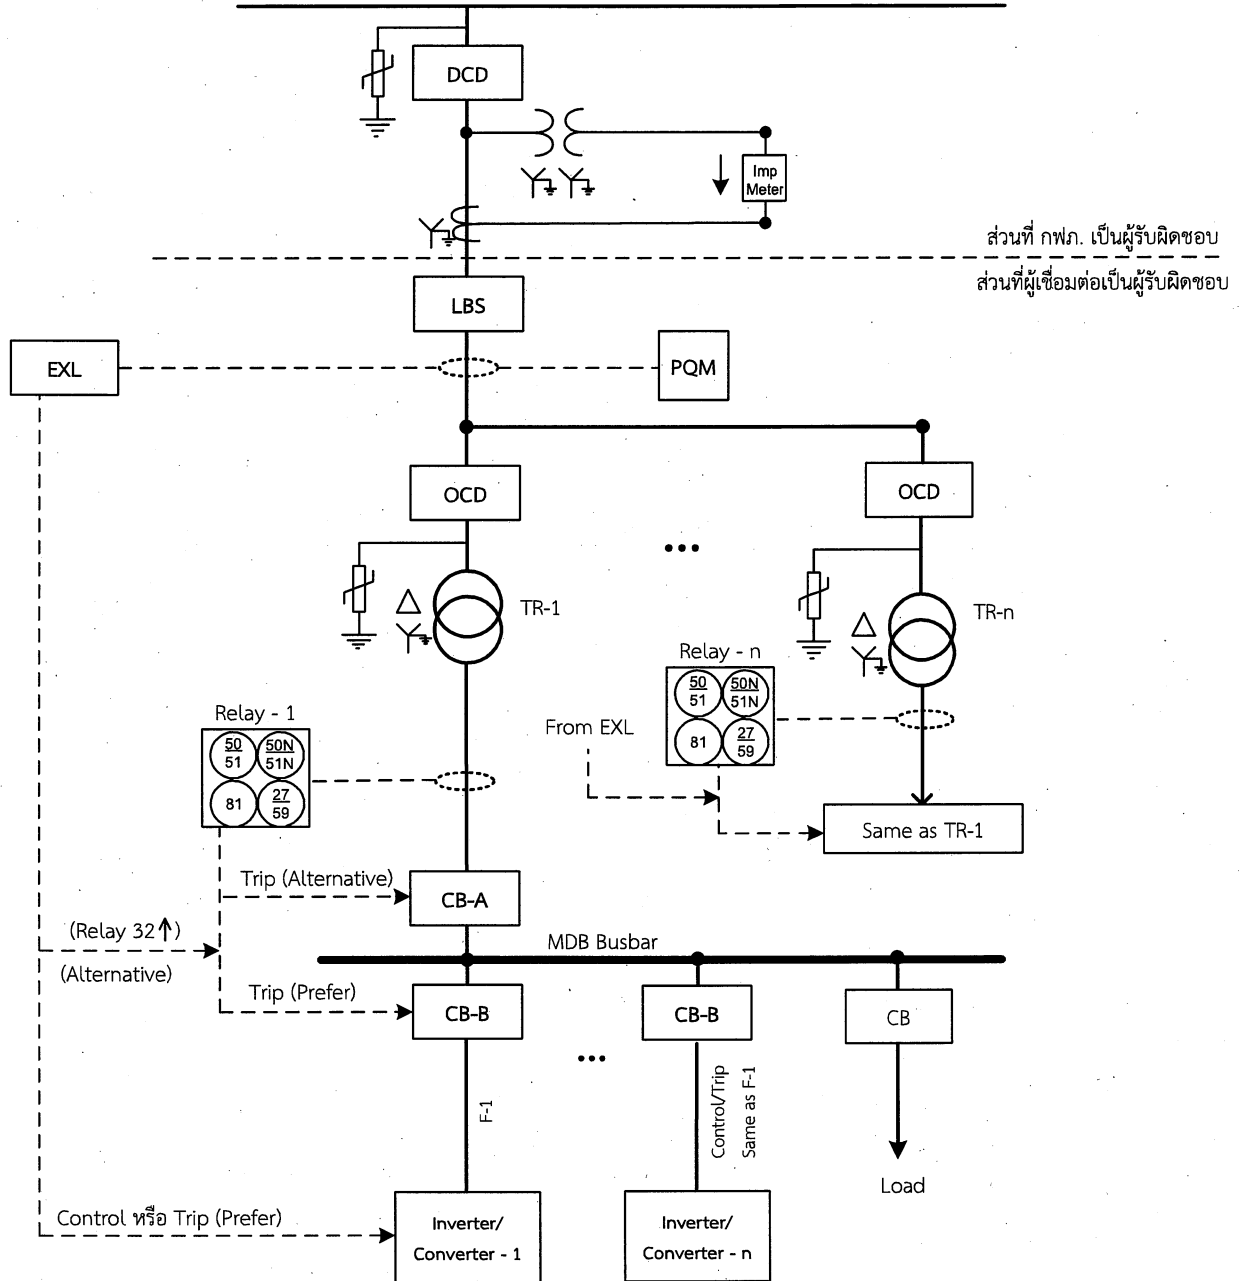 DCD
Imp
Meter
ส่วนที่ กฟภ. เป็นผู้รับผิดชอบ
ส่วนที่ผู้เชื่อมต่อเป็นผู้รับผิดชอบ
LBS
EXL
PQM
OCD
OCD
TR-1
TR-n
Relay - n
50
51
50N
51N
81
27
59
From EXL
Same as TR-1
Relay - 1
50
51
50N
51N
81
27
59
Trip (Alternative)
CB-A
(Relay 32↑)
(Alternative)
MDB Busbar
Trip (Prefer)
CB-B
CB-B
CB
...
...
F-1
Control/Trip
Same as F-1
Load
Control หรือ Trip (Prefer)
Inverter/
Converter - 1
Inverter/
Converter - n